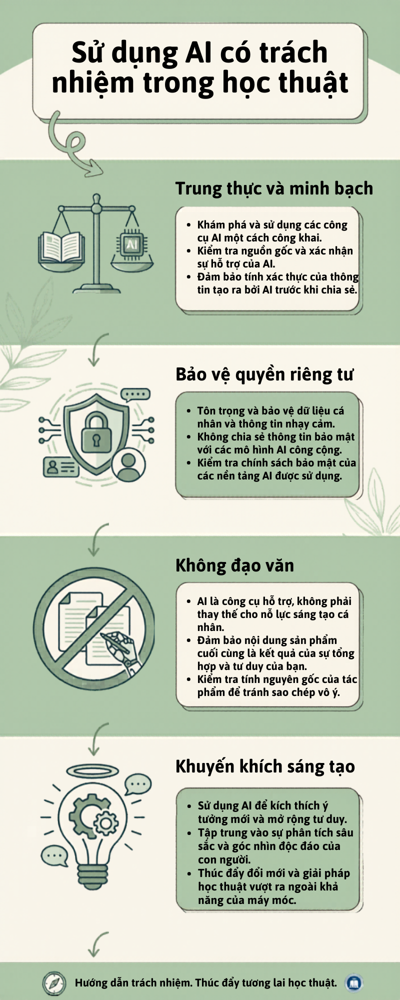 Sử dụng AI có trách
nhiệm trong học thuật
Trung thực và minh bạch
• Khám phá và sử dụng các công
cụ AI một cách công khai.
• Kiểm tra nguồn gốc và xác nhận
sự hỗ trợ của AI.
• Đảm bảo tính xác thực của thông
tin tạo ra bởi AI trước khi chia sẻ.
AI
Bảo vệ quyền riêng tư
• Tôn trọng và bảo vệ dữ liệu cá
nhân và thông tin nhạy cảm.
• Không chia sẻ thông tin bảo mật
với các mô hình AI công cộng.
• Kiểm tra chính sách bảo mật của
các nền tảng AI được sử dụng.
Không đạo văn
• AI là công cụ hỗ trợ, không phải
thay thế cho nỗ lực sáng tạo cá
nhân.
• Đảm bảo nội dung sản phẩm
cuối cùng là kết quả của sự tổng
hợp và tư duy của bạn.
• Kiểm tra tính nguyên gốc của tác
phẩm để tránh sao chép vô ý.
Khuyến khích sáng tạo
• Sử dụng AI để kích thích ý
tưởng mới và mở rộng tư duy.
• Tập trung vào sự phân tích sâu
sắc và góc nhìn độc đáo của
con người.
• Thúc đẩy đổi mới và giải pháp
học thuật vượt ra ngoài khả
năng của máy móc.
Hướng dẫn trách nhiệm. Thúc đẩy tương lai học thuật.